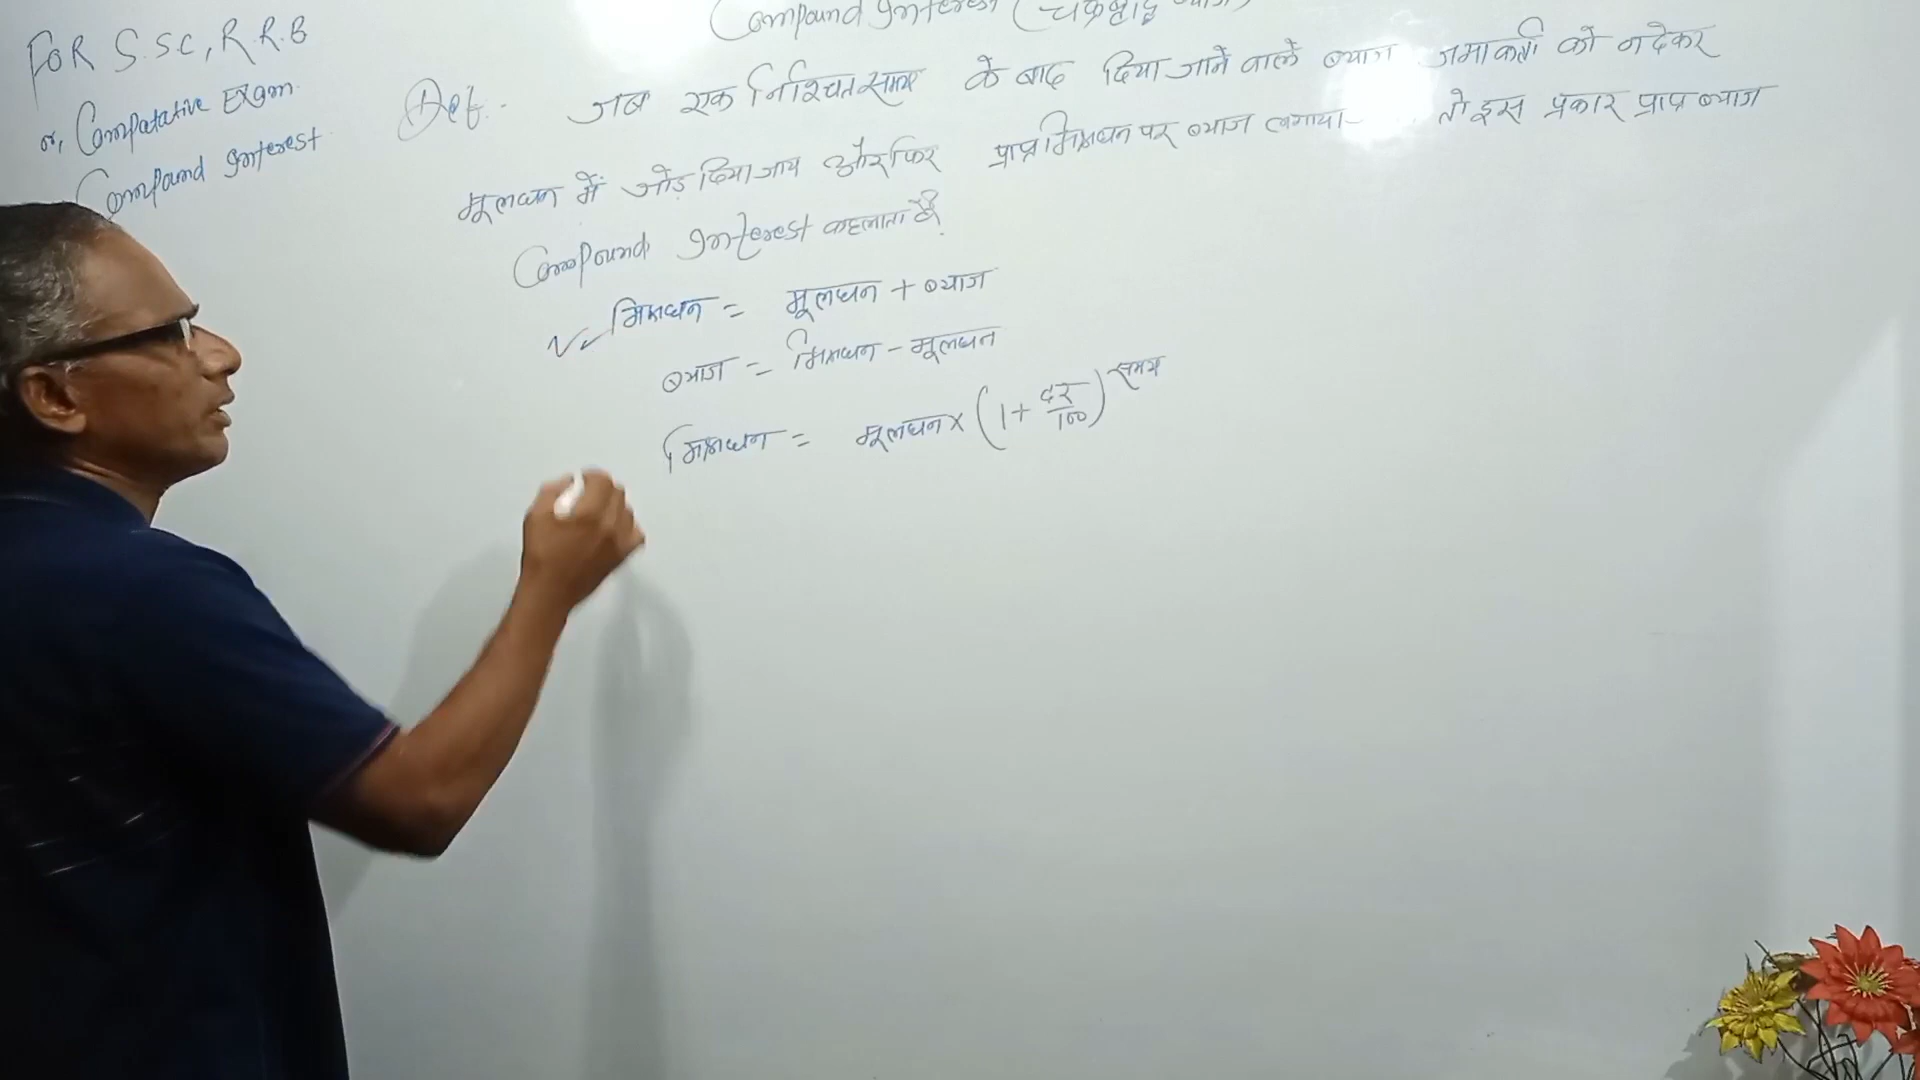 Compound Interest (चक्रवृद्धि ब्याज)
FOR S.SC, R.R.B
or, Compatative Exam.
Compound Interest
Def. जब एक निश्चित समय के बाद दिया जाने वाले ब्याज जमाकर्ता को न देकर
मूलधन में जोड़ दिया जाय और फिर प्राप्त मिश्रधन पर ब्याज लगाया तो इस प्रकार प्राप्त ब्याज
Compound Interest कहलाता है।
मिश्रधन = मूलधन + ब्याज
ब्याज = मिश्रधन - मूलधन
मिश्रधन = मूलधन × (1 + दर/100)^समय